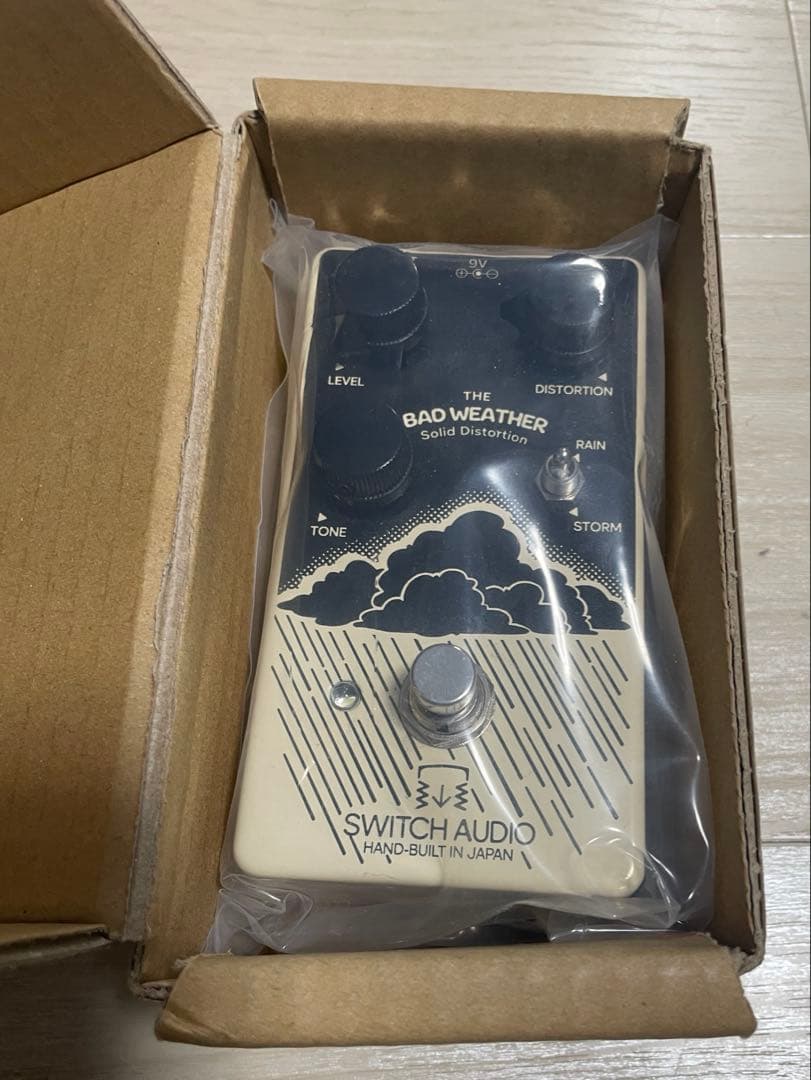 9V
LEVEL
DISTORTION
THE
BAD WEATHER
Solid Distortion
RAIN
TONE
STORM
SWITCH AUDIO
HAND-BUILT IN JAPAN